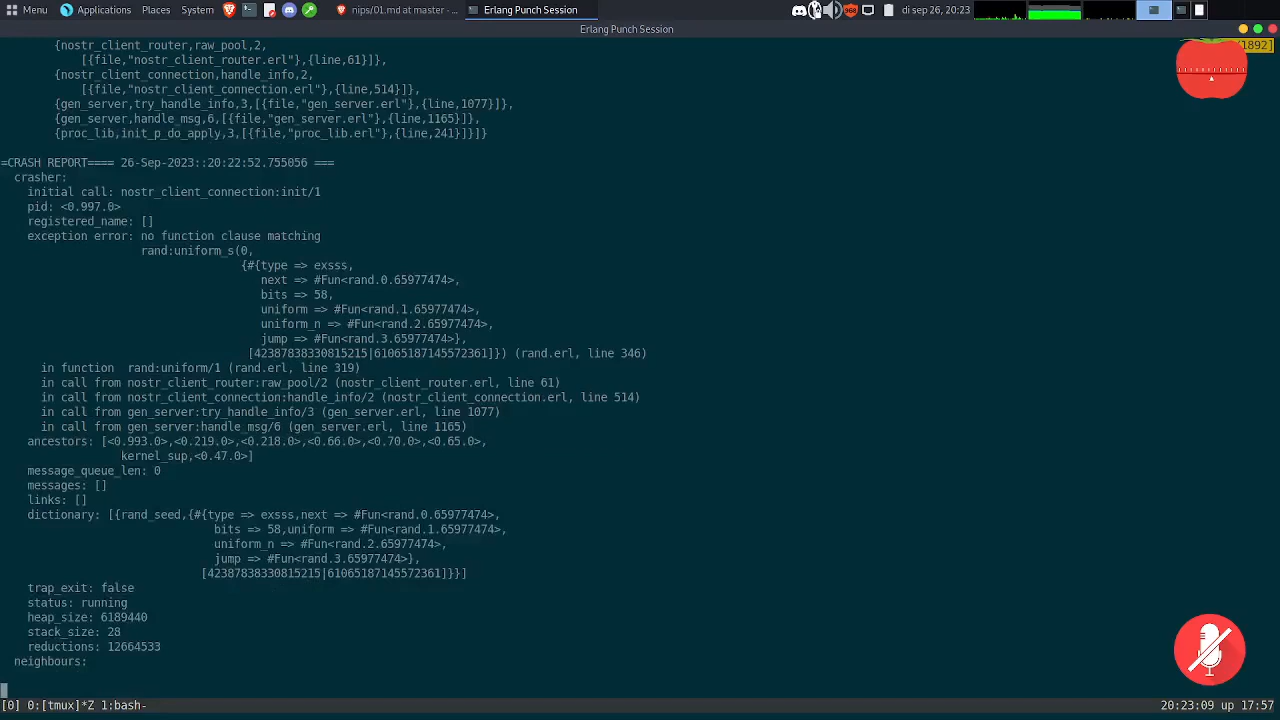 Menu Applications Places System nips/01.md at master - ... Erlang Punch Session 968 di sep 26, 20:23
Erlang Punch Session
{nostr_client_router,raw_pool,2,
[{file,"nostr_client_router.erl"},{line,61}]},
{nostr_client_connection,handle_info,2,
[{file,"nostr_client_connection.erl"},{line,514}]},
{gen_server,try_handle_info,3,[{file,"gen_server.erl"},{line,1077}]},
{gen_server,handle_msg,6,[{file,"gen_server.erl"},{line,1165}]},
{proc_lib,init_p_do_apply,3,[{file,"proc_lib.erl"},{line,241}]}]}
=CRASH REPORT==== 26-Sep-2023::20:22:52.755056 ===
crasher:
initial call: nostr_client_connection:init/1
pid: <0.997.0>
registered_name: []
exception error: no function clause matching
rand:uniform_s(0,
{#{type => exsss,
next => #Fun<rand.0.65977474>,
bits => 58,
uniform => #Fun<rand.1.65977474>,
uniform_n => #Fun<rand.2.65977474>,
jump => #Fun<rand.3.65977474>},
[42387838330815215|61065187145572361]}) (rand.erl, line 346)
in function  rand:uniform/1 (rand.erl, line 319)
in call from nostr_client_router:raw_pool/2 (nostr_client_router.erl, line 61)
in call from nostr_client_connection:handle_info/2 (nostr_client_connection.erl, line 514)
in call from gen_server:try_handle_info/3 (gen_server.erl, line 1077)
in call from gen_server:handle_msg/6 (gen_server.erl, line 1165)
ancestors: [<0.993.0>,<0.219.0>,<0.218.0>,<0.66.0>,<0.70.0>,<0.65.0>,
kernel_sup,<0.47.0>]
message_queue_len: 0
messages: []
links: []
dictionary: [{rand_seed,{#{type => exsss,next => #Fun<rand.0.65977474>,
bits => 58,uniform => #Fun<rand.1.65977474>,
uniform_n => #Fun<rand.2.65977474>,
jump => #Fun<rand.3.65977474>},
[42387838330815215|61065187145572361]}}]
trap_exit: false
status: running
heap_size: 6189440
stack_size: 28
reductions: 12664533
neighbours:
[0] 0:[tmux]*Z 1:bash- 20:23:09 up 17:57